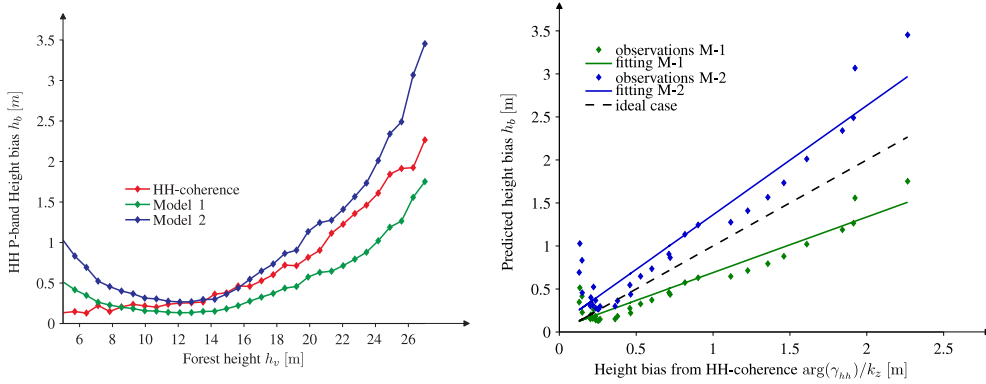 3.5
3
2.5
2
1.5
1
0.5
0
6 8 10 12 14 16 18 20 22 24 26
HH P-band Height bias h_b [m]
Forest height h_v [m]
HH-coherence
Model 1
Model 2
3.5
3
2.5
2
1.5
1
0.5
0
0 0.5 1 1.5 2 2.5
Predicted height bias h_b [m]
Height bias from HH-coherence arg(γ_hh)/k_z [m]
observations M-1
fitting M-1
observations M-2
fitting M-2
ideal case